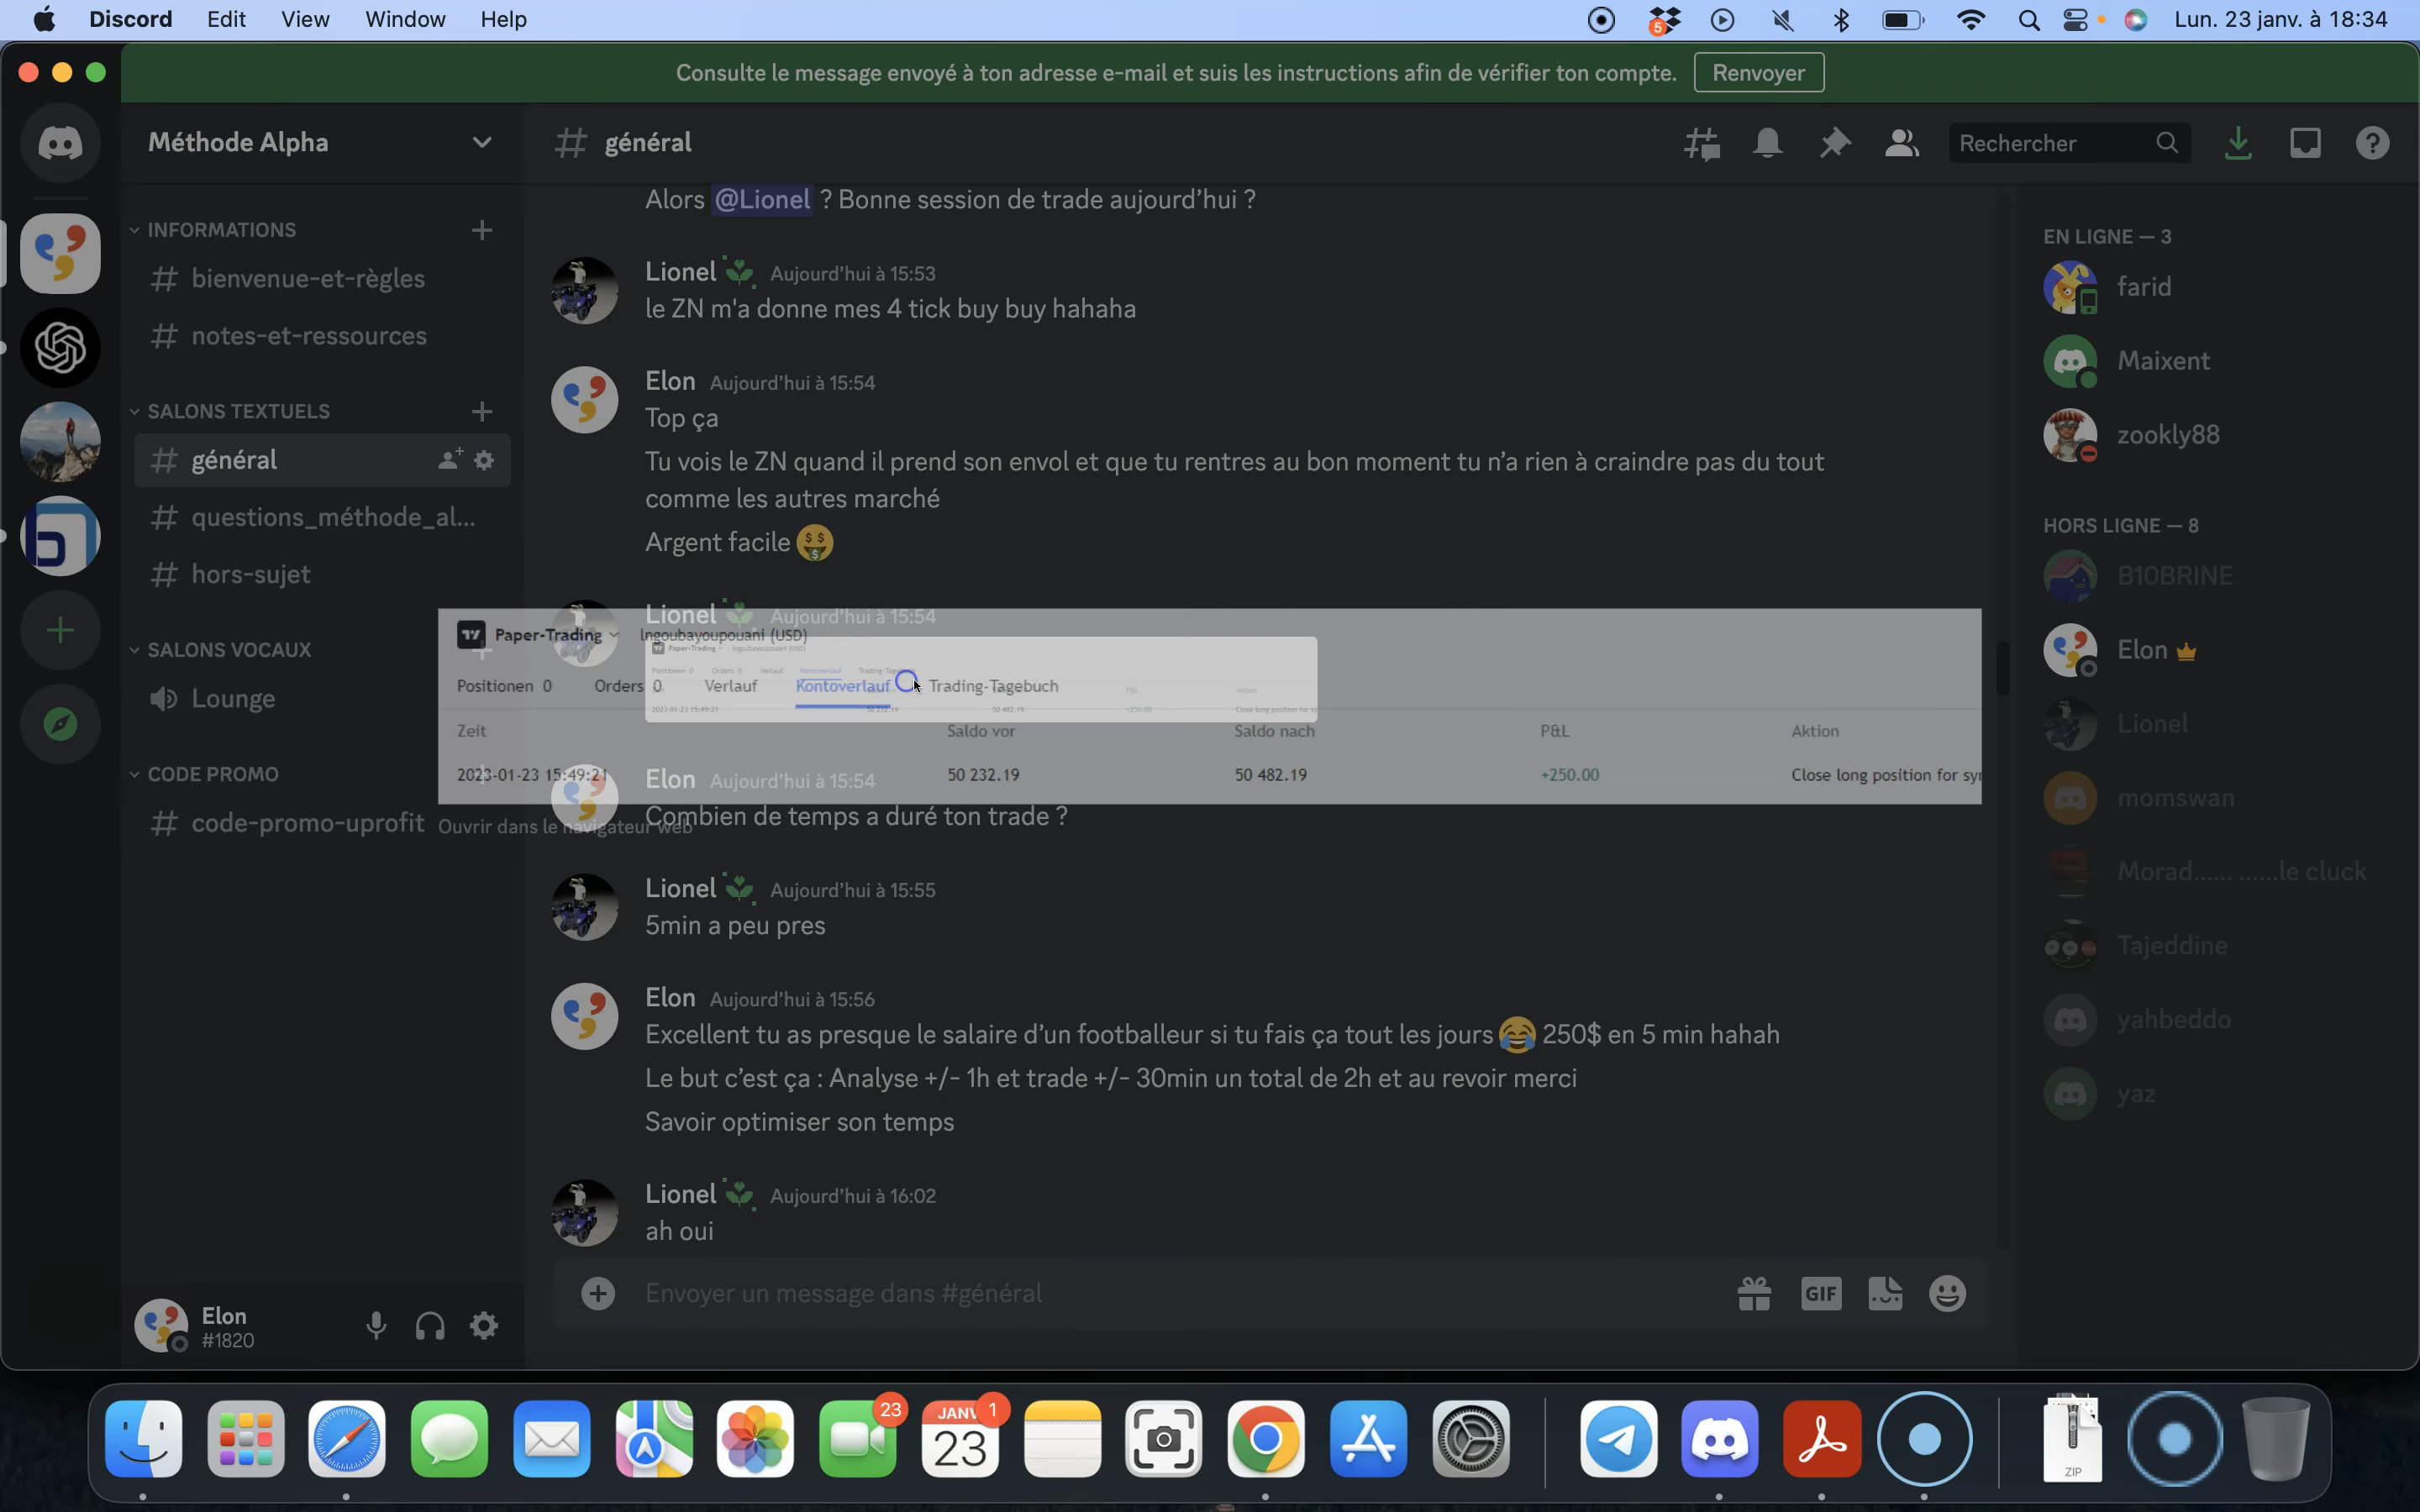 Discord Edit View Window Help
5
Lun. 23 janv. à 18:34
Consulte le message envoyé à ton adresse e-mail et suis les instructions afin de vérifier ton compte. Renvoyer
Méthode Alpha
# général
Rechercher
INFORMATIONS
# bienvenue-et-règles
# notes-et-ressources
SALONS TEXTUELS
# général
# questions_méthode_al...
# hors-sujet
SALONS VOCAUX
Lounge
CODE PROMO
# code-promo-uprofit
Elon
#1820
Alors @Lionel ? Bonne session de trade aujourd'hui ?
Lionel Aujourd'hui à 15:53
le ZN m'a donne mes 4 tick buy buy hahaha
Elon Aujourd'hui à 15:54
Top ça
Tu vois le ZN quand il prend son envol et que tu rentres au bon moment tu n'a rien à craindre pas du tout
comme les autres marché
Argent facile 🤑
Lionel Aujourd'hui à 15:54
Paper-Trading Ingoubayoupouani (USD)
Positionen 0 Orders 0 Verlauf Kontoverlauf Trading-Tagebuch
Zeit Saldo vor Saldo nach P&L Aktion
2023-01-23 15:49:21 50 232.19 50 482.19 +250.00 Close long position for syn
Ouvrir dans le navigateur web
Elon Aujourd'hui à 15:54
Combien de temps a duré ton trade ?
Lionel Aujourd'hui à 15:55
5min a peu pres
Elon Aujourd'hui à 15:56
Excellent tu as presque le salaire d'un footballeur si tu fais ça tout les jours 😂 250$ en 5 min hahah
Le but c'est ça : Analyse +/- 1h et trade +/- 30min un total de 2h et au revoir merci
Savoir optimiser son temps
Lionel Aujourd'hui à 16:02
ah oui
Envoyer un message dans #général
GIF
EN LIGNE — 3
farid
Maixent
zookly88
HORS LIGNE — 8
B10BRINE
Elon
Lionel
momswan
Morad...... ......le cluck
Tajeddine
yahbeddo
yaz
23
JANV. 1
23
ZIP